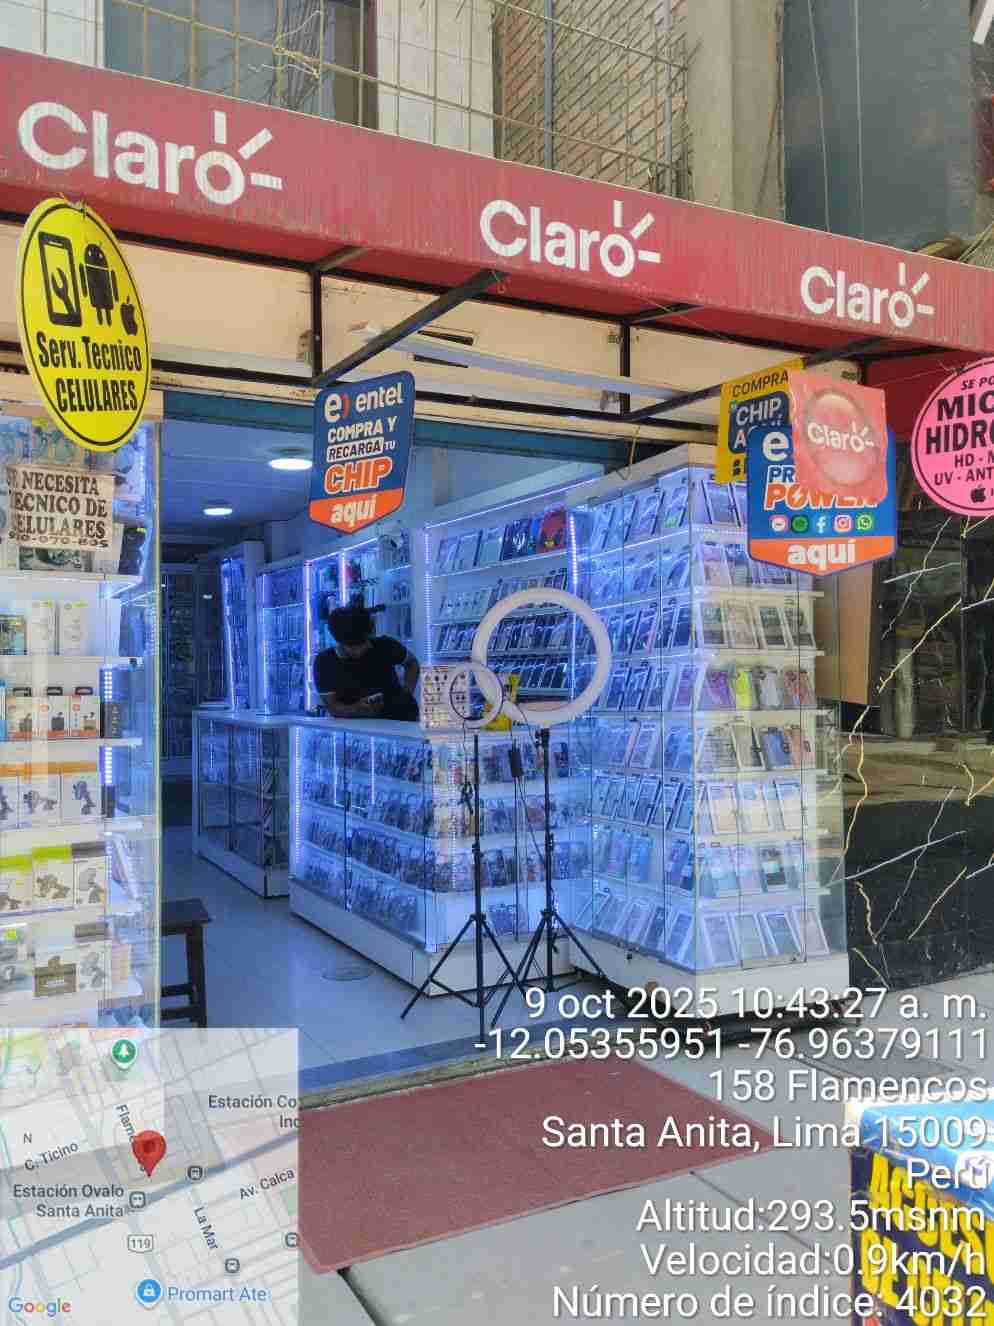 Claro
Claro
Claro
Serv. Tecnico
CELULARES
SE NECESITA
TECNICO DE
CELULARES
entel
COMPRA Y
RECARGA TU
CHIP
aquí
COMPRA
CHIP
Claro
POWER
aquí
SE
MIC
HIDR
HD -
UV - ANT
9 oct 2025 10:43:27 a. m.
-12.05355951 -76.96379111
158 Flamencos
Santa Anita, Lima 15009
Perú
Altitud:293.5msnm
Velocidad:0.9km/h
Número de índice: 4032
Estación Co
Flam
N
C. Ticino
Estación Ovalo
Santa Anita
Av. Calca
La Mar
119
Promart Ate
Google